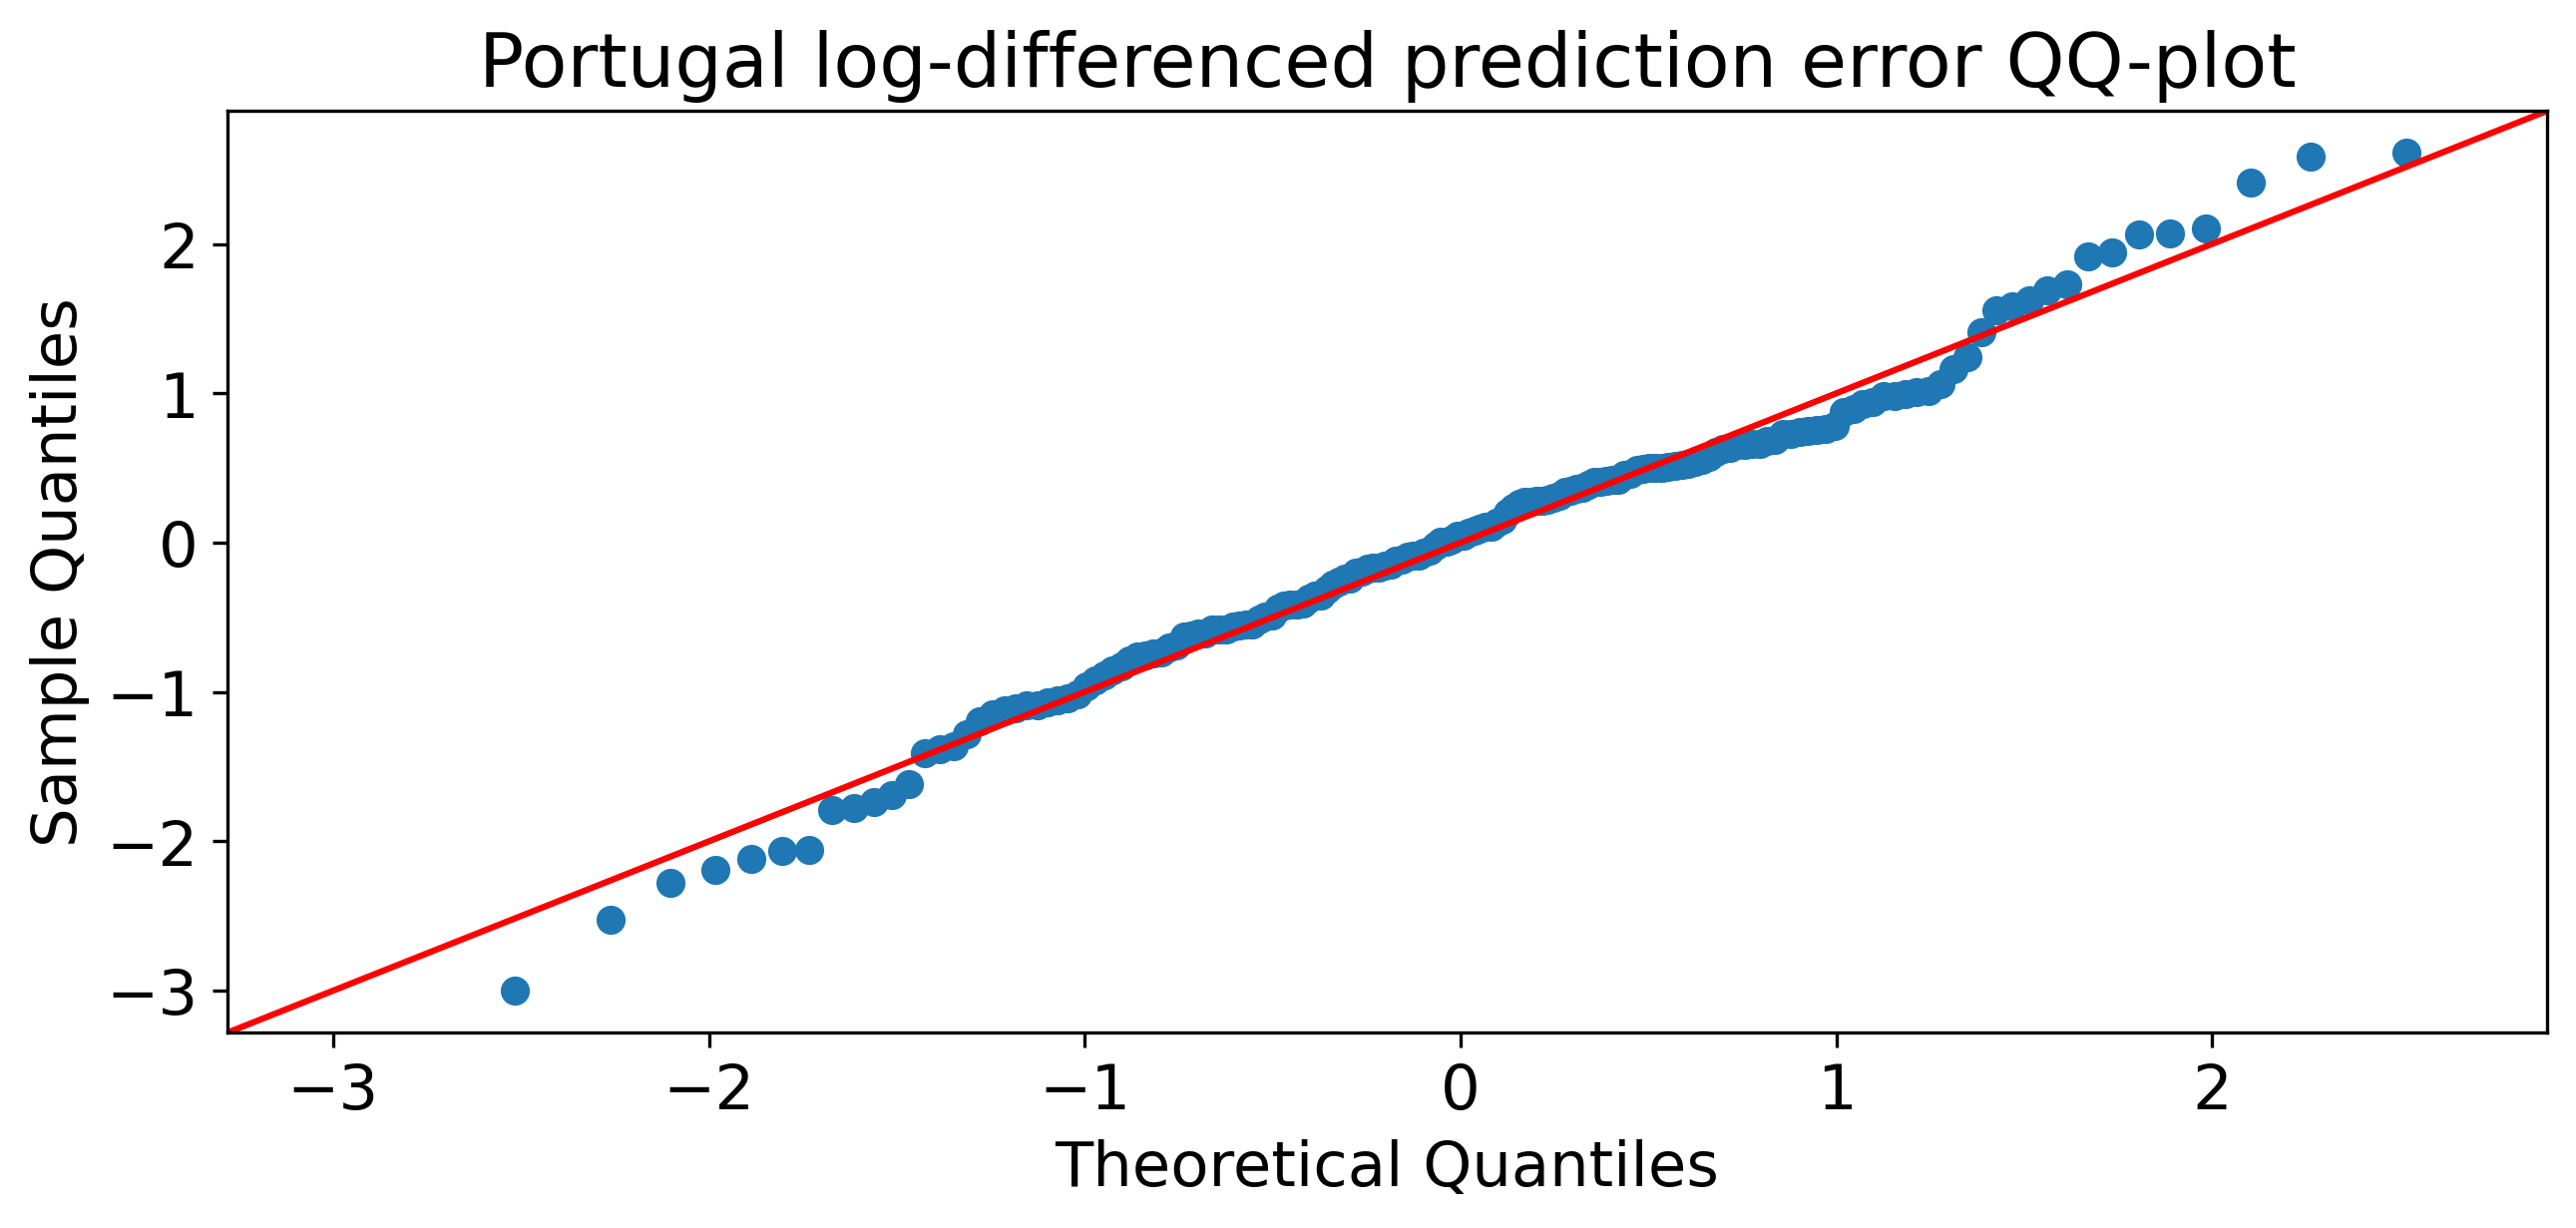 Portugal log-differenced prediction error QQ-plot
Sample Quantiles
2
1
0
−1
−2
−3
−3 −2 −1 0 1 2
Theoretical Quantiles